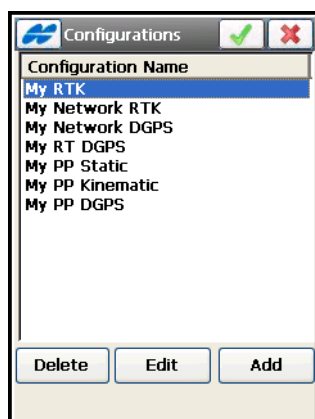 Configurations
Configuration Name
My RTK
My Network RTK
My Network DGPS
My RT DGPS
My PP Static
My PP Kinematic
My PP DGPS
Delete Edit Add